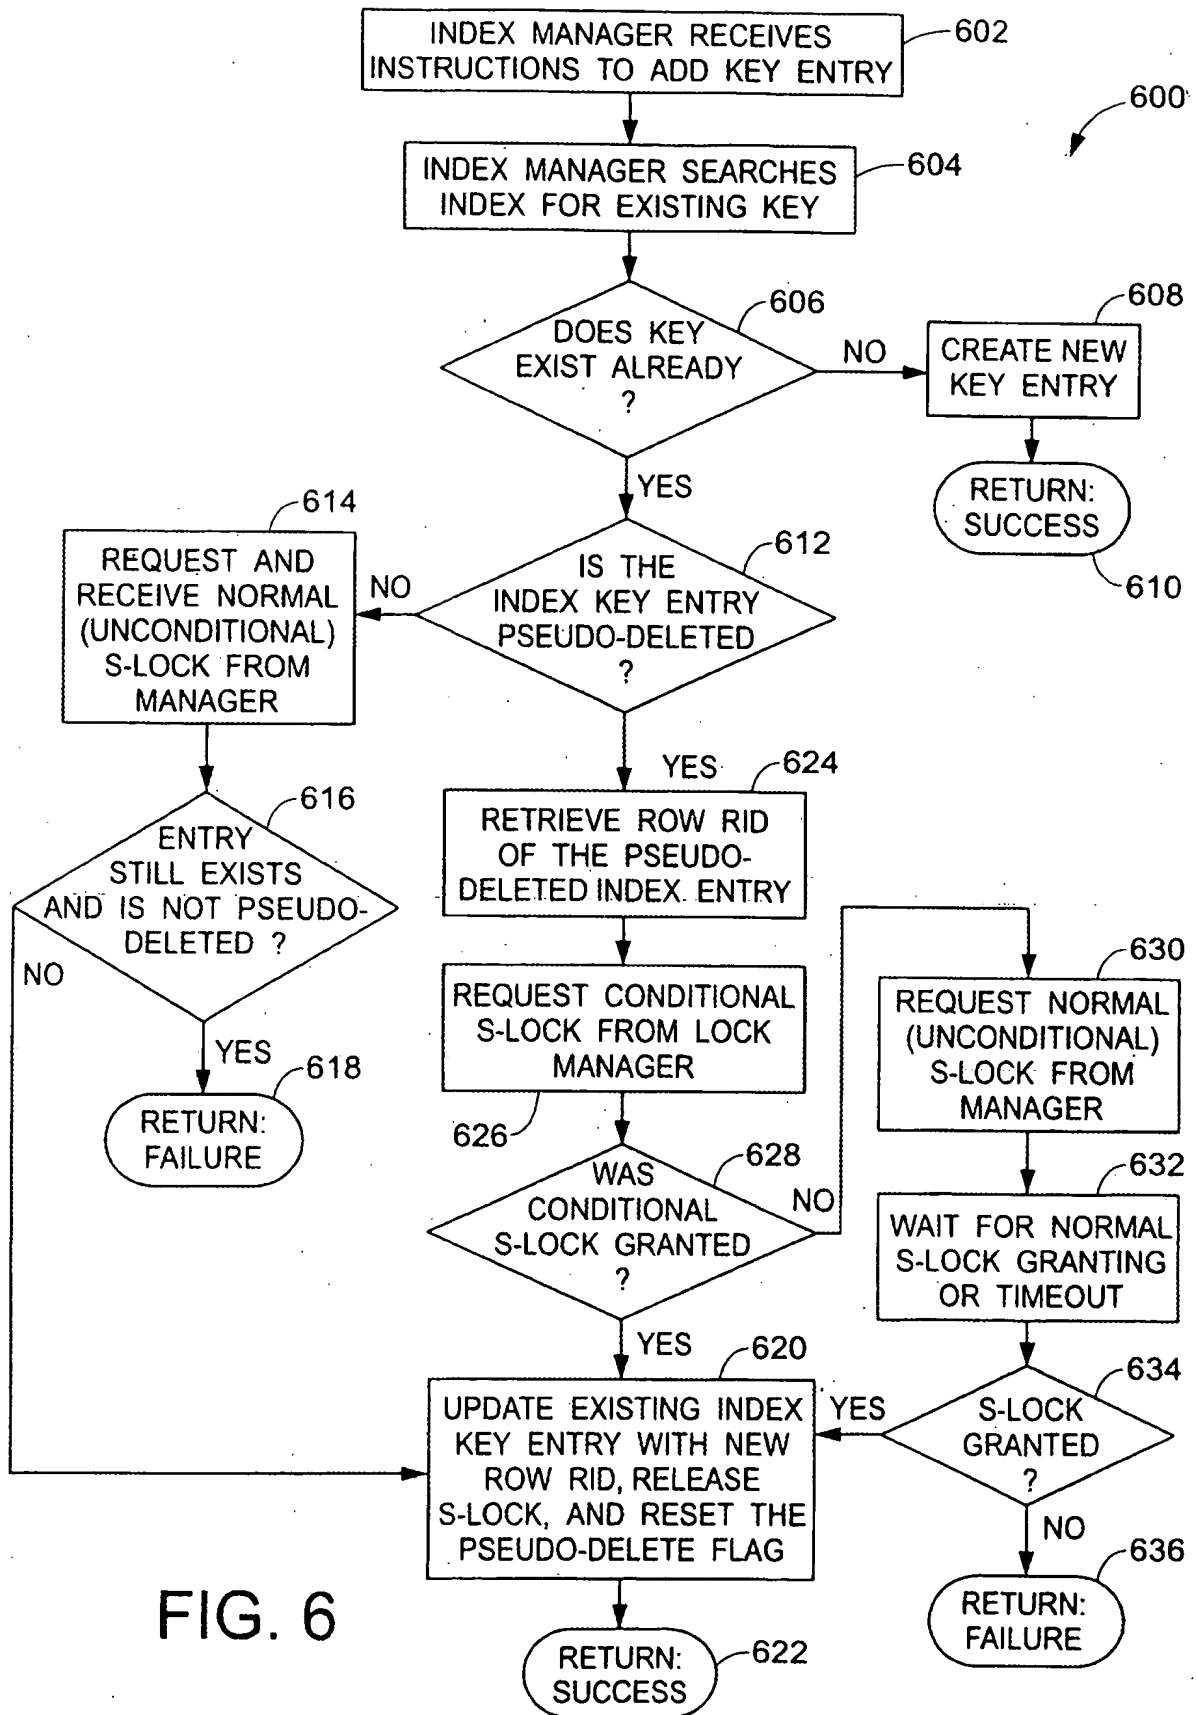 INDEX MANAGER RECEIVES
INSTRUCTIONS TO ADD KEY ENTRY
602
600
INDEX MANAGER SEARCHES
INDEX FOR EXISTING KEY
604
DOES KEY
EXIST ALREADY
?
606
NO
608
CREATE NEW
KEY ENTRY
RETURN:
SUCCESS
610
YES
614
REQUEST AND
RECEIVE NORMAL
(UNCONDITIONAL)
S-LOCK FROM
MANAGER
NO
IS THE
INDEX KEY ENTRY
PSEUDO-DELETED
?
612
YES
616
ENTRY
STILL EXISTS
AND IS NOT PSEUDO-
DELETED ?
NO
YES
618
RETURN:
FAILURE
624
RETRIEVE ROW RID
OF THE PSEUDO-
DELETED INDEX ENTRY
REQUEST CONDITIONAL
S-LOCK FROM LOCK
MANAGER
626
WAS
CONDITIONAL
S-LOCK GRANTED
?
628
NO
630
REQUEST NORMAL
(UNCONDITIONAL)
S-LOCK FROM
MANAGER
632
WAIT FOR NORMAL
S-LOCK GRANTING
OR TIMEOUT
YES
620
UPDATE EXISTING INDEX
KEY ENTRY WITH NEW
ROW RID, RELEASE
S-LOCK, AND RESET THE
PSEUDO-DELETE FLAG
YES
634
S-LOCK
GRANTED
?
NO
636
RETURN:
FAILURE
RETURN:
SUCCESS
622
FIG. 6